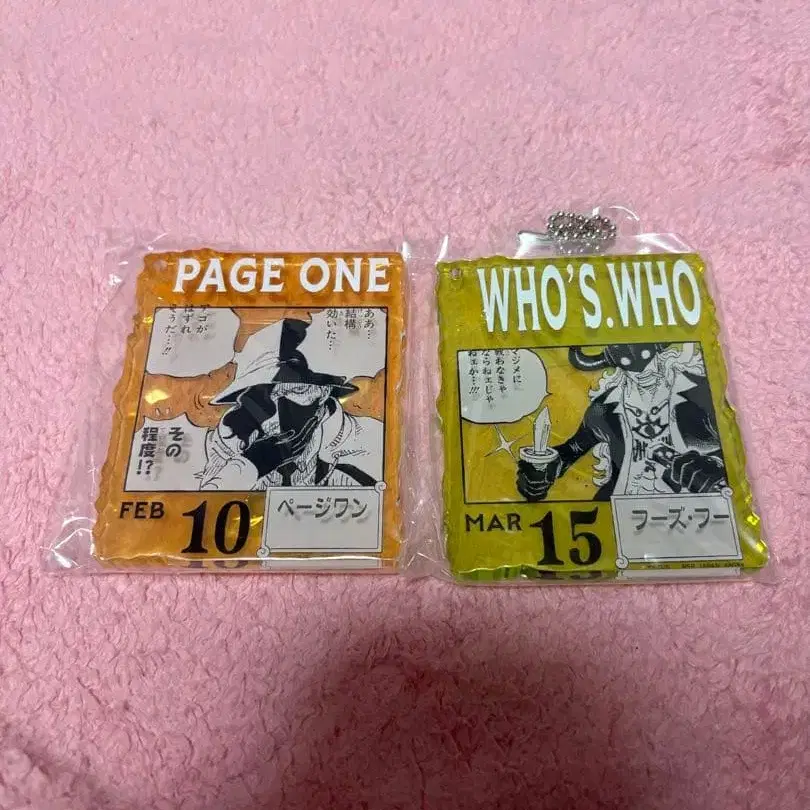 PAGE ONE
ああ…
結構
効いた…
アゴが
はずれ
そうだ…!!
その
程度!?
FEB 10
ページワン
WHO'S.WHO
マジメに
戦わなきゃ
ならねェじゃ
ねェか…!!!
MAR 15
フーズ・フー